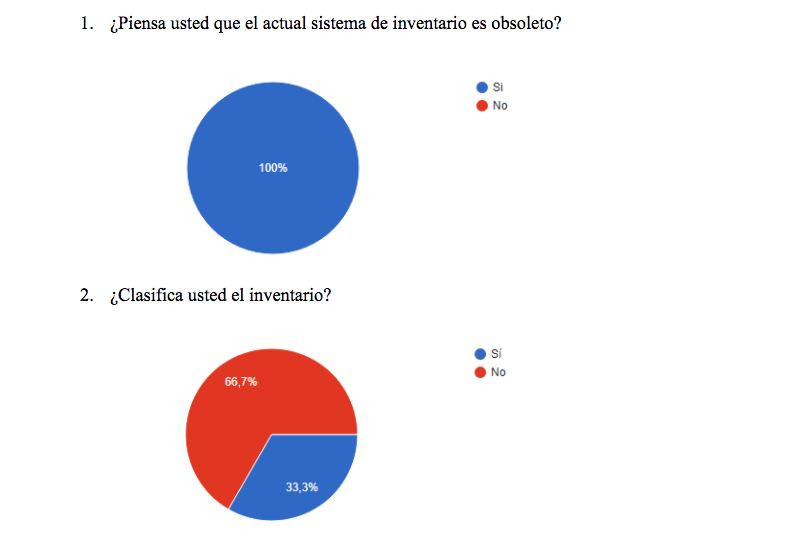 1. ¿Piensa usted que el actual sistema de inventario es obsoleto?
Si
No
100%
2. ¿Clasifica usted el inventario?
Sí
No
66,7%
33,3%